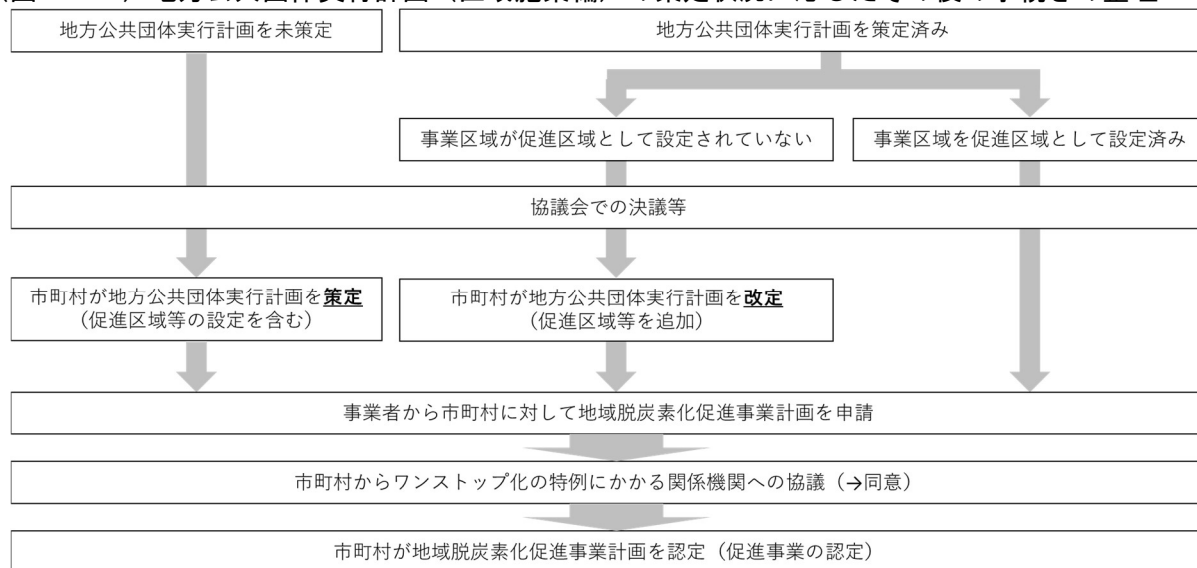 地方公共団体実行計画を未策定
地方公共団体実行計画を策定済み
事業区域が促進区域として設定されていない
事業区域を促進区域として設定済み
協議会での決議等
市町村が地方公共団体実行計画を策定
（促進区域等の設定を含む）
市町村が地方公共団体実行計画を改定
（促進区域等を追加）
事業者から市町村に対して地域脱炭素化促進事業計画を申請
市町村からワンストップ化の特例にかかる関係機関への協議（→同意）
市町村が地域脱炭素化促進事業計画を認定（促進事業の認定）